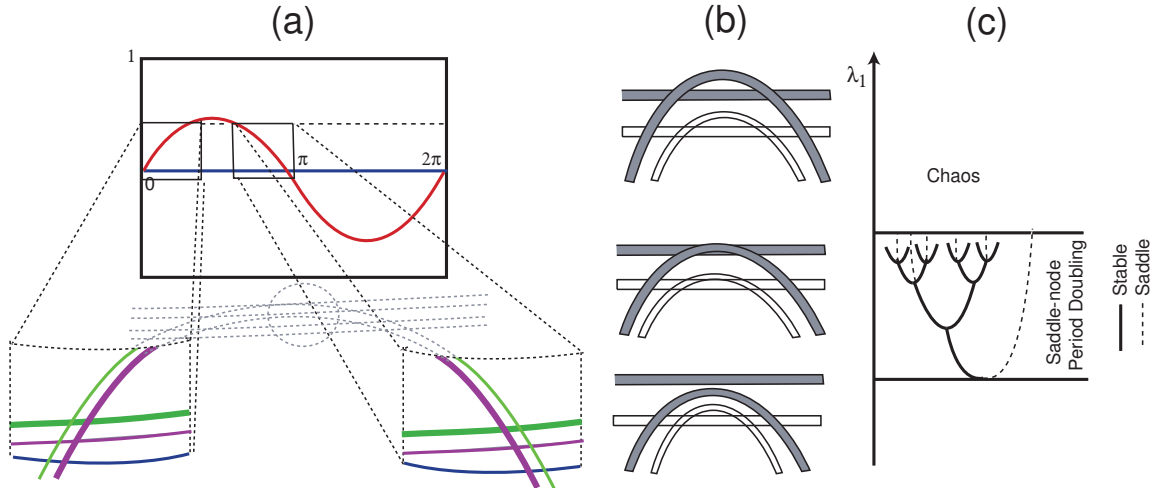 (a)
(b)
(c)
1
0
π
2π
λ₁
Chaos
Saddle-node
Period Doubling
Stable
Saddle